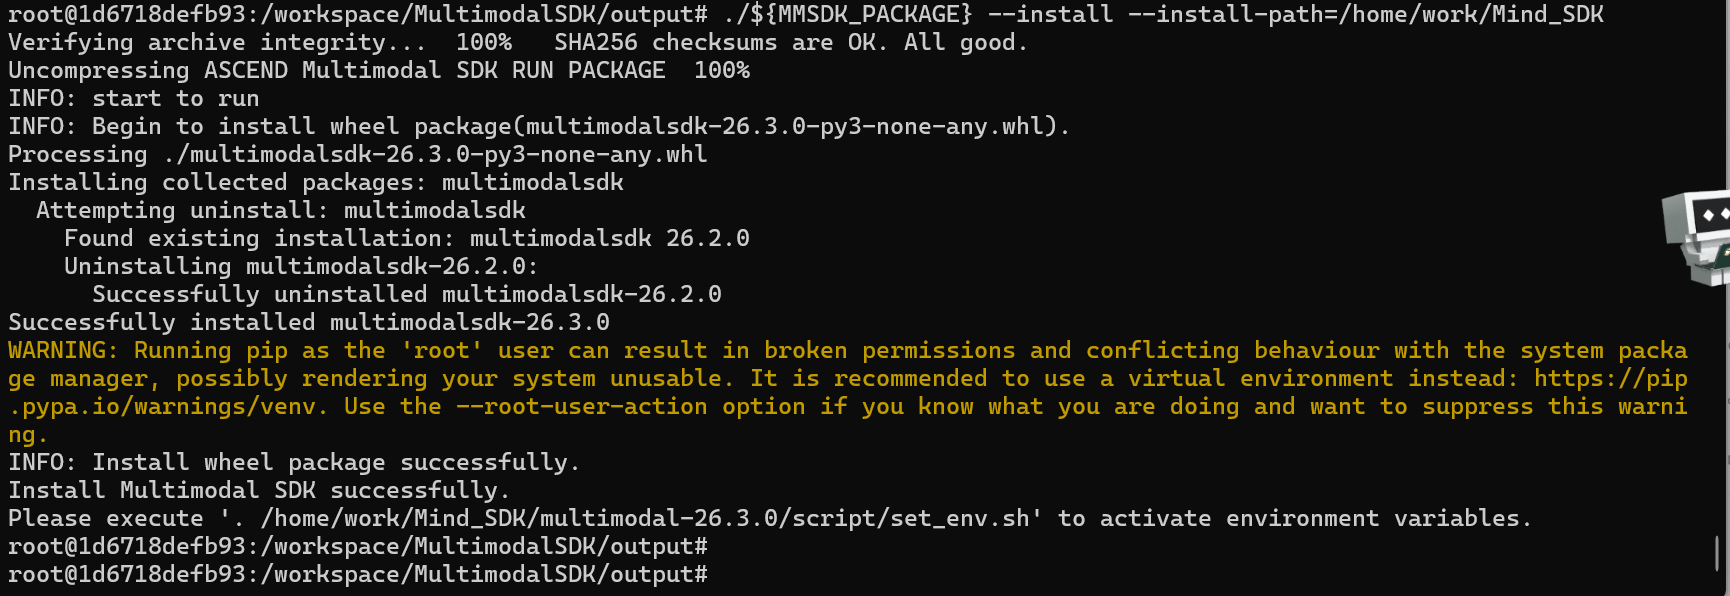 root@1d6718defb93:/workspace/MultimodalSDK/output# ./${MMSDK_PACKAGE} --install --install-path=/home/work/Mind_SDK
Verifying archive integrity...  100%   SHA256 checksums are OK. All good.
Uncompressing ASCEND Multimodal SDK RUN PACKAGE  100%
INFO: start to run
INFO: Begin to install wheel package(multimodalsdk-26.3.0-py3-none-any.whl).
Processing ./multimodalsdk-26.3.0-py3-none-any.whl
Installing collected packages: multimodalsdk
  Attempting uninstall: multimodalsdk
    Found existing installation: multimodalsdk 26.2.0
    Uninstalling multimodalsdk-26.2.0:
      Successfully uninstalled multimodalsdk-26.2.0
Successfully installed multimodalsdk-26.3.0
WARNING: Running pip as the 'root' user can result in broken permissions and conflicting behaviour with the system packa
ge manager, possibly rendering your system unusable. It is recommended to use a virtual environment instead: https://pip
.pypa.io/warnings/venv. Use the --root-user-action option if you know what you are doing and want to suppress this warni
ng.
INFO: Install wheel package successfully.
Install Multimodal SDK successfully.
Please execute '. /home/work/Mind_SDK/multimodal-26.3.0/script/set_env.sh' to activate environment variables.
root@1d6718defb93:/workspace/MultimodalSDK/output#
root@1d6718defb93:/workspace/MultimodalSDK/output#